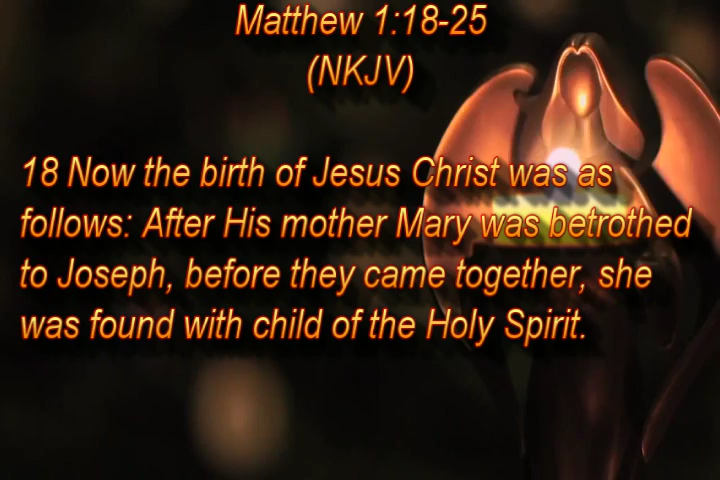 Matthew 1:18-25
(NKJV)
18 Now the birth of Jesus Christ was as
follows: After His mother Mary was betrothed
to Joseph, before they came together, she
was found with child of the Holy Spirit.